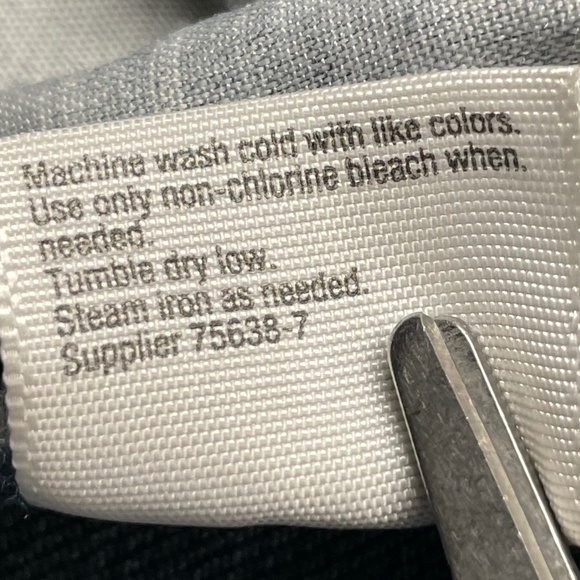 Machine wash cold with like colors.
Use only non-chlorine bleach when.
needed.
Tumble dry low.
Steam iron as needed.
Supplier 75638-7